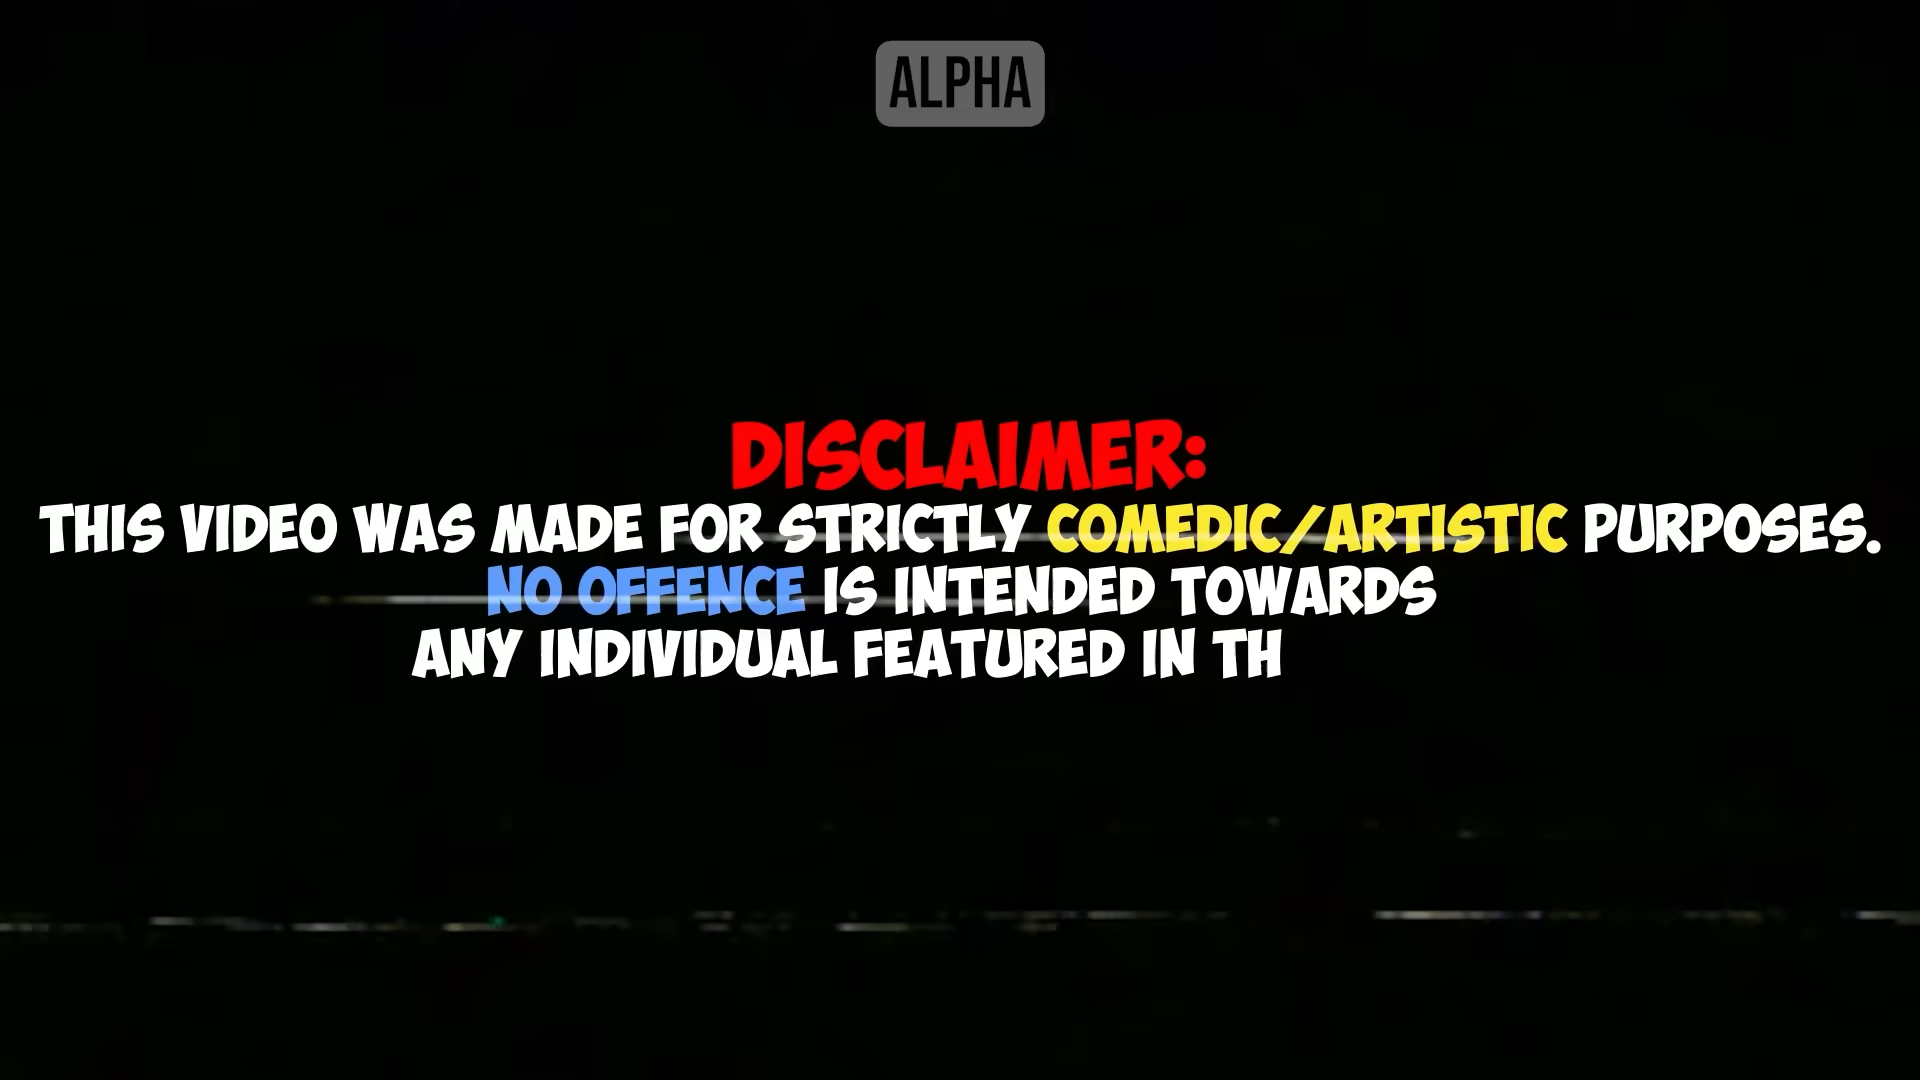 ALPHA
DISCLAIMER:
THIS VIDEO WAS MADE FOR STRICTLY COMEDIC/ARTISTIC PURPOSES.
NO OFFENCE IS INTENDED TOWARDS
ANY INDIVIDUAL FEATURED IN TH